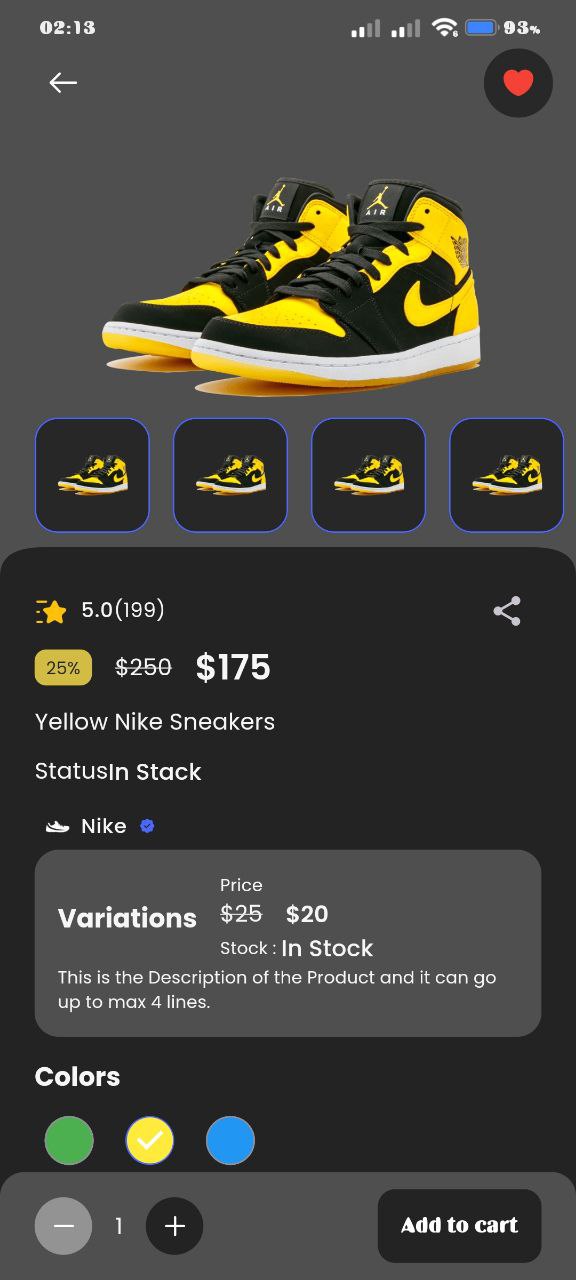 02:13
6
93%
AIR AIR
5.0(199)
25% $250 $175
Yellow Nike Sneakers
StatusIn Stack
Nike
Price
Variations $25 $20
Stock : In Stock
This is the Description of the Product and it can go
up to max 4 lines.
Colors
1
Add to cart